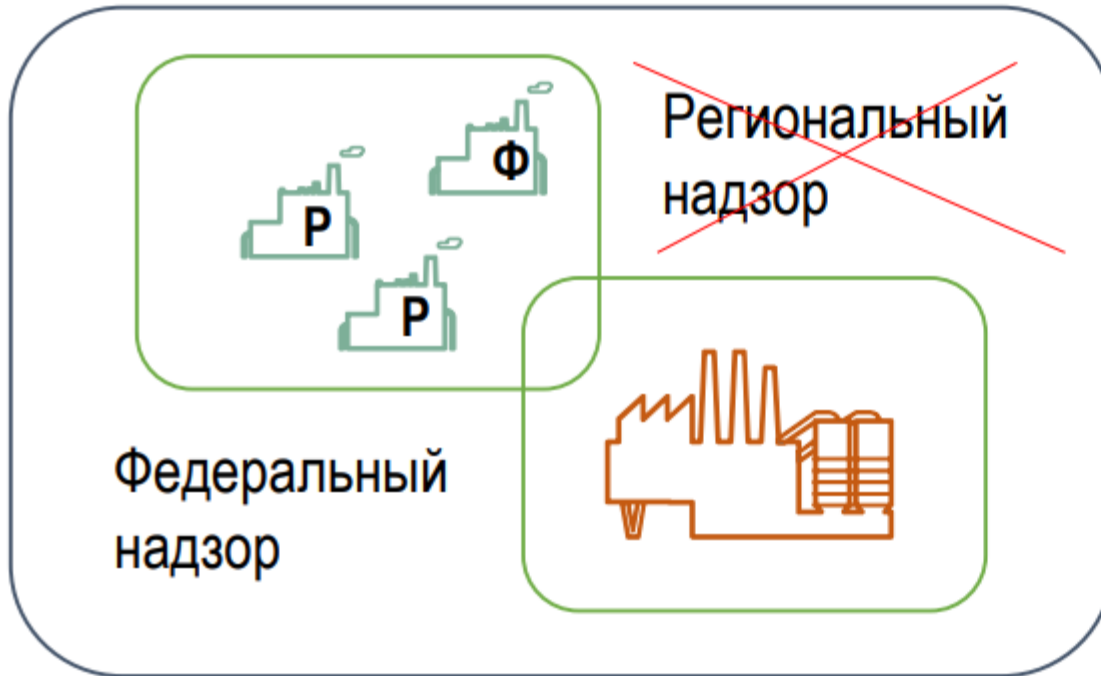 Ф
Региональный
надзор
Р
Р
Федеральный
надзор